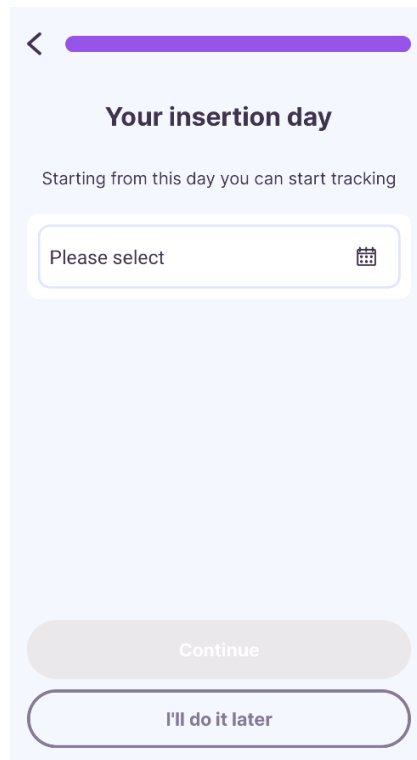 Your insertion day
Starting from this day you can start tracking
Please select
Continue
I'll do it later